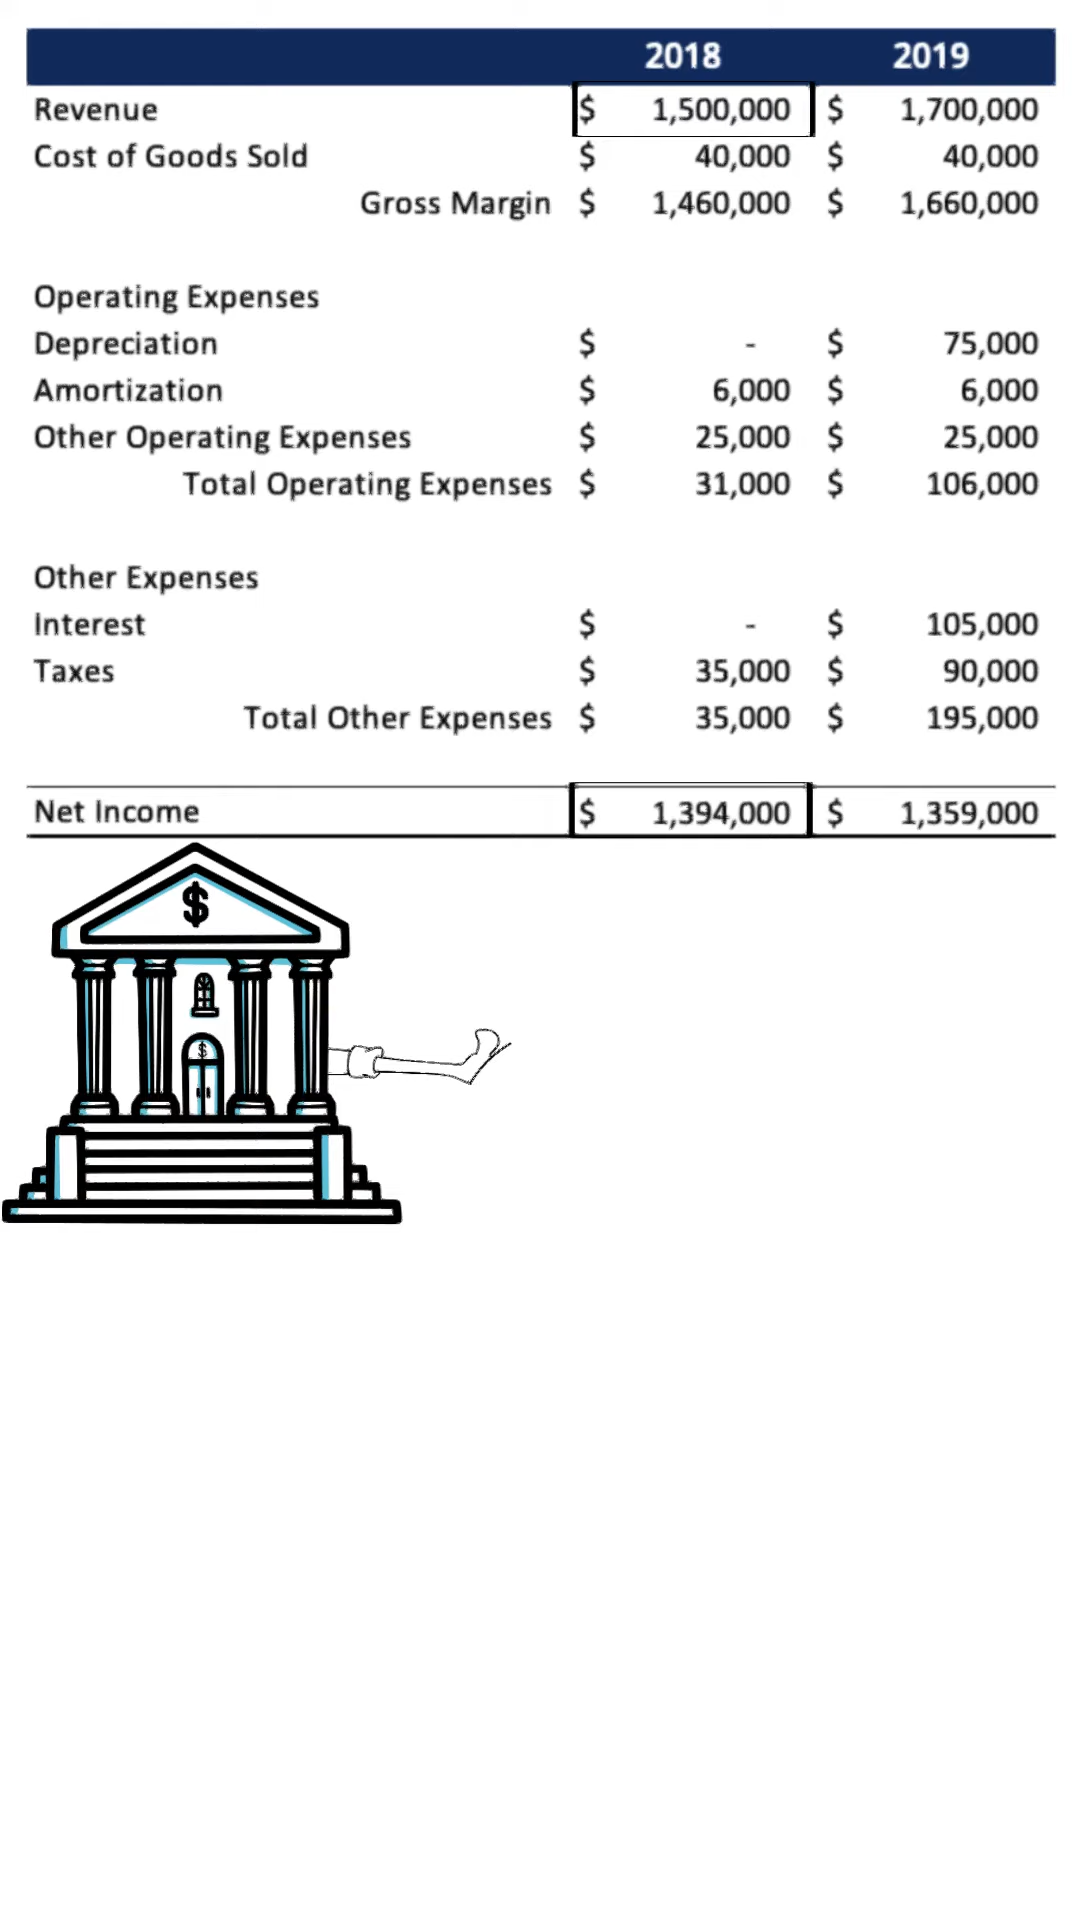 2018 2019
Revenue $ 1,500,000 $ 1,700,000
Cost of Goods Sold $ 40,000 $ 40,000
Gross Margin $ 1,460,000 $ 1,660,000
Operating Expenses
Depreciation $ - $ 75,000
Amortization $ 6,000 $ 6,000
Other Operating Expenses $ 25,000 $ 25,000
Total Operating Expenses $ 31,000 $ 106,000
Other Expenses
Interest $ - $ 105,000
Taxes $ 35,000 $ 90,000
Total Other Expenses $ 35,000 $ 195,000
Net Income $ 1,394,000 $ 1,359,000
$
$